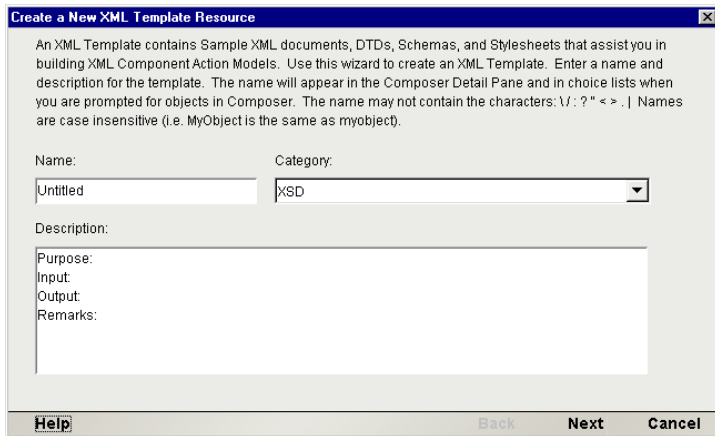 Create a New XML Template Resource
An XML Template contains Sample XML documents, DTDs, Schemas, and Stylesheets that assist you in
building XML Component Action Models.  Use this wizard to create an XML Template.  Enter a name and
description for the template.  The name will appear in the Composer Detail Pane and in choice lists when
you are prompted for objects in Composer.  The name may not contain the characters: \ / : ? " < > . |  Names
are case insensitive (i.e. MyObject is the same as myobject).
Name:
Category:
Untitled
XSD
Description:
Purpose:
Input:
Output:
Remarks:
Help
Back
Next
Cancel